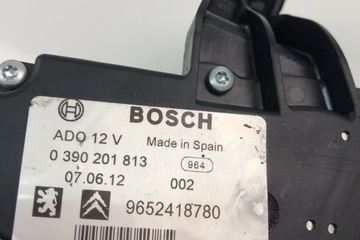 BOSCH
ADO 12 V Made in Spain
0 390 201 813 964
07.06.12 002
9652418780